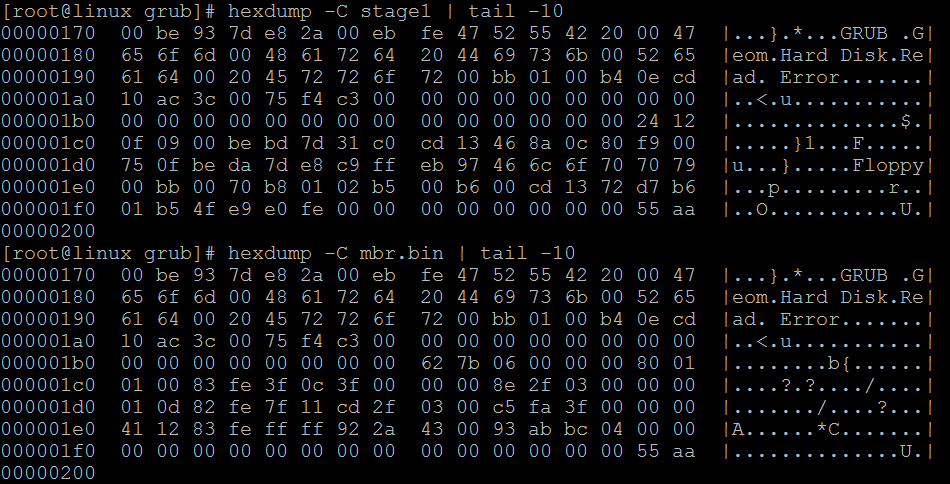 [root@linux grub]# hexdump -C stage1 | tail -10
00000170  00 be 93 7d e8 2a 00 eb  fe 47 52 55 42 20 00 47  |...}.*...GRUB .G|
00000180  65 6f 6d 00 48 61 72 64  20 44 69 73 6b 00 52 65  |eom.Hard Disk.Re|
00000190  61 64 00 20 45 72 72 6f  72 00 bb 01 00 b4 0e cd  |ad. Error.......|
000001a0  10 ac 3c 00 75 f4 c3 00  00 00 00 00 00 00 00 00  |..<.u...........|
000001b0  00 00 00 00 00 00 00 00  00 00 00 00 00 00 24 12  |..............$.|
000001c0  0f 09 00 be bd 7d 31 c0  cd 13 46 8a 0c 80 f9 00  |.....}1...F.....|
000001d0  75 0f be da 7d e8 c9 ff  eb 97 46 6c 6f 70 70 79  |u...}.....Floppy|
000001e0  00 bb 00 70 b8 01 02 b5  00 b6 00 cd 13 72 d7 b6  |...p.........r..|
000001f0  01 b5 4f e9 e0 fe 00 00  00 00 00 00 00 00 55 aa  |..O...........U.|
00000200
[root@linux grub]# hexdump -C mbr.bin | tail -10
00000170  00 be 93 7d e8 2a 00 eb  fe 47 52 55 42 20 00 47  |...}.*...GRUB .G|
00000180  65 6f 6d 00 48 61 72 64  20 44 69 73 6b 00 52 65  |eom.Hard Disk.Re|
00000190  61 64 00 20 45 72 72 6f  72 00 bb 01 00 b4 0e cd  |ad. Error.......|
000001a0  10 ac 3c 00 75 f4 c3 00  00 00 00 00 00 00 00 00  |..<.u...........|
000001b0  00 00 00 00 00 00 00 00  62 7b 06 00 00 00 80 01  |........b{......|
000001c0  01 00 83 fe 3f 0c 3f 00  00 00 8e 2f 03 00 00 00  |....?.?..../....|
000001d0  01 0d 82 fe 7f 11 cd 2f  03 00 c5 fa 3f 00 00 00  |......./....?...|
000001e0  41 12 83 fe ff ff 92 2a  43 00 93 ab bc 04 00 00  |A......*C.......|
000001f0  00 00 00 00 00 00 00 00  00 00 00 00 00 00 55 aa  |..............U.|
00000200